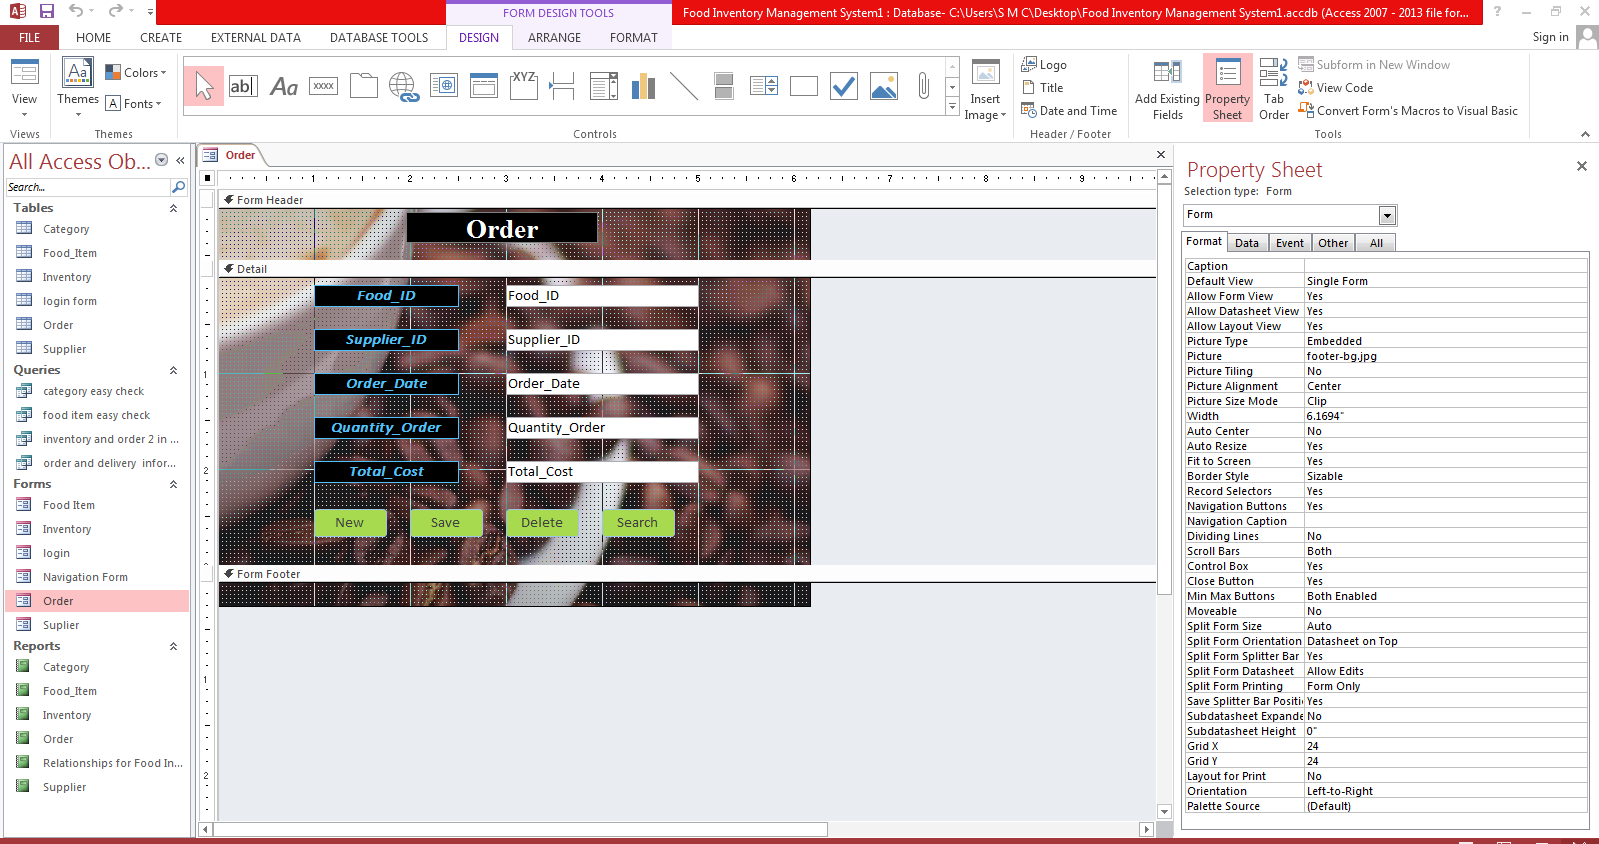 FORM DESIGN TOOLS
Food Inventory Management System1 : Database- C:\Users\S M C\Desktop\Food Inventory Management System1.accdb (Access 2007 - 2013 file for...
?
FILE HOME CREATE EXTERNAL DATA DATABASE TOOLS DESIGN ARRANGE FORMAT Sign in
View
Views
Aa
Themes
Colors
A Fonts
Themes
ab|
Aa
xxxx
XYZ
Controls
Insert
Image
Logo
Title
Date and Time
Header / Footer
Add Existing
Fields
Property
Sheet
Tab
Order
Subform in New Window
View Code
Convert Form's Macros to Visual Basic
Tools
All Access Ob...
Search...
Tables
Category
Food_Item
Inventory
login form
Order
Supplier
Queries
category easy check
food item easy check
inventory and order 2 in ...
order and delivery infor...
Forms
Food Item
Inventory
login
Navigation Form
Order
Suplier
Reports
Category
Food_Item
Inventory
Order
Relationships for Food In...
Supplier
Order
1 2 3 4 5 6 7 8 9
Form Header
Order
Detail
Food_ID Food_ID
Supplier_ID Supplier_ID
1
Order_Date Order_Date
Quantity_Order Quantity_Order
2
Total_Cost Total_Cost
New Save Delete Search
Form Footer
1
2
Property Sheet
Selection type: Form
Form
Format Data Event Other All
Caption
Default View Single Form
Allow Form View Yes
Allow Datasheet View Yes
Allow Layout View Yes
Picture Type Embedded
Picture footer-bg.jpg
Picture Tiling No
Picture Alignment Center
Picture Size Mode Clip
Width 6.1694"
Auto Center No
Auto Resize Yes
Fit to Screen Yes
Border Style Sizable
Record Selectors Yes
Navigation Buttons Yes
Navigation Caption
Dividing Lines No
Scroll Bars Both
Control Box Yes
Close Button Yes
Min Max Buttons Both Enabled
Moveable No
Split Form Size Auto
Split Form Orientation Datasheet on Top
Split Form Splitter Bar Yes
Split Form Datasheet Allow Edits
Split Form Printing Form Only
Save Splitter Bar Positi Yes
Subdatasheet Expande No
Subdatasheet Height 0"
Grid X 24
Grid Y 24
Layout for Print No
Orientation Left-to-Right
Palette Source (Default)